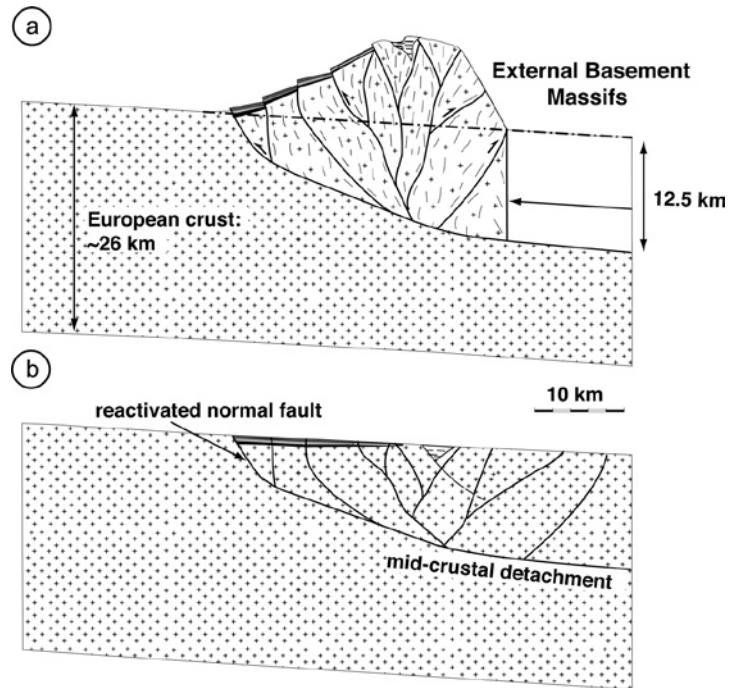 a
External Basement
Massifs
European crust:
~26 km
12.5 km
b
10 km
reactivated normal fault
mid-crustal detachment